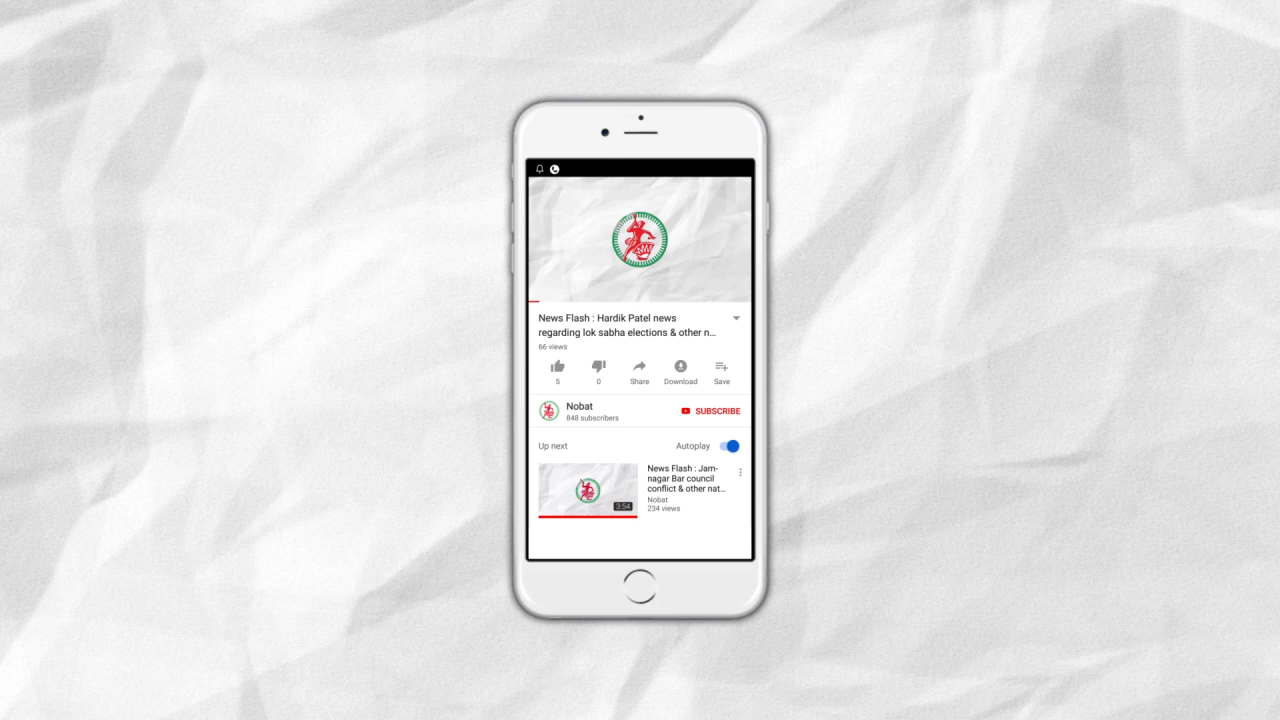 News Flash : Hardik Patel news
regarding lok sabha elections & other n...
66 views
5
0
Share
Download
Save
Nobat
848 subscribers
SUBSCRIBE
Up next
Autoplay
3:54
News Flash : Jam-
nagar Bar council
conflict & other nat...
Nobat
234 views